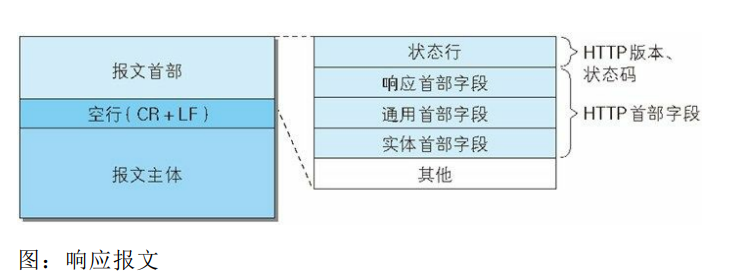 报文首部
空行（CR＋LF）
报文主体
状态行
响应首部字段
通用首部字段
实体首部字段
其他
HTTP版本、
状态码
HTTP首部字段
图：响应报文